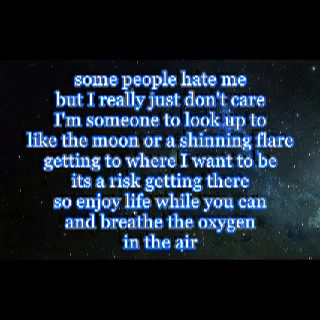 some people hate me
but I really just don't care
I'm someone to look up to
like the moon or a shinning flare
getting to where I want to be
its a risk getting there
so enjoy life while you can
and breathe the oxygen
in the air